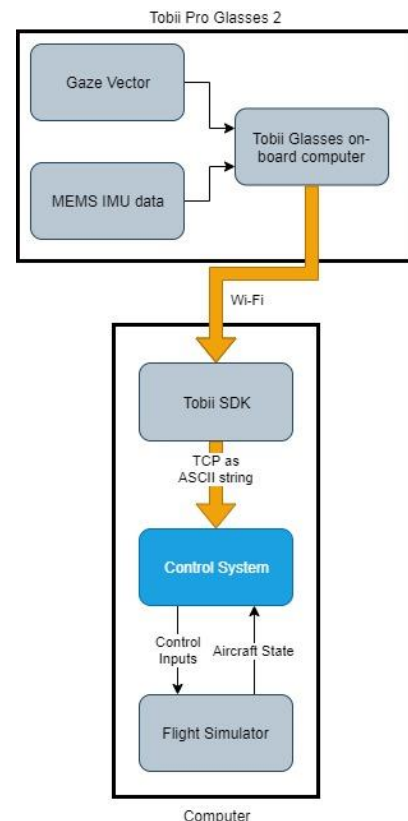 Tobii Pro Glasses 2
Gaze Vector
Tobii Glasses on-
board computer
MEMS IMU data
Wi-Fi
Tobii SDK
TCP as
ASCII string
Control System
Control
Inputs
Aircraft State
Flight Simulator
Computer